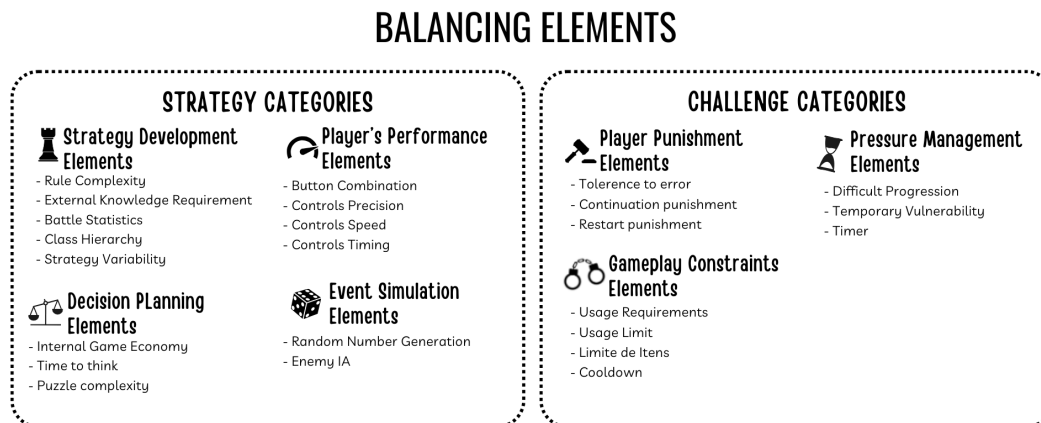 BALANCING ELEMENTS
STRATEGY CATEGORIES
Strategy Development
Elements
- Rule Complexity
- External Knowledge Requirement
- Battle Statistics
- Class Hierarchy
- Strategy Variability
Player's Performance
Elements
- Button Combination
- Controls Precision
- Controls Speed
- Controls Timing
Decision PLanning
Elements
- Internal Game Economy
- Time to think
- Puzzle complexity
Event Simulation
Elements
- Random Number Generation
- Enemy IA
CHALLENGE CATEGORIES
Player Punishment
Elements
- Tolerence to error
- Continuation punishment
- Restart punishment
Pressure Management
Elements
- Difficult Progression
- Temporary Vulnerability
- Timer
Gameplay Constraints
Elements
- Usage Requirements
- Usage Limit
- Limite de Itens
- Cooldown